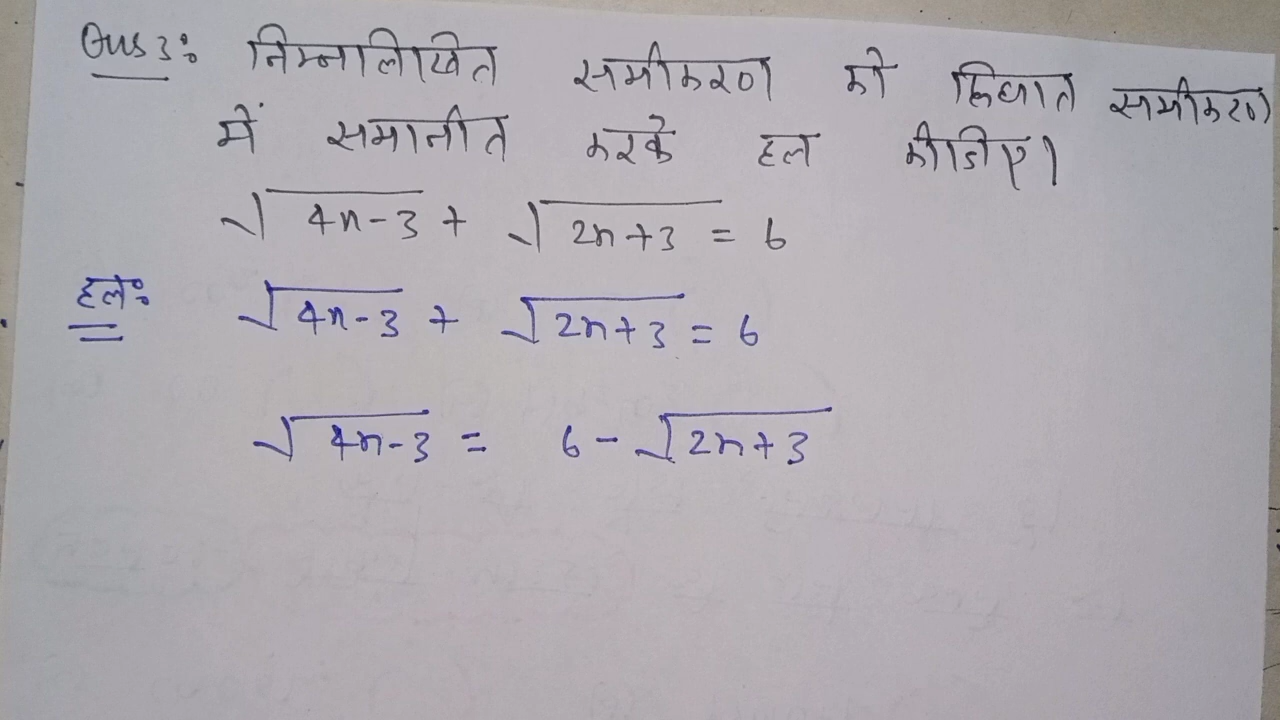 Ques 3: निम्नालिखित समीकरण को द्विघात समीकरण
में समानीत करके हल कीजिए।
√4x-3 + √2x+3 = 6
हलः √4x-3 + √2x+3 = 6
√4x-3 = 6-√2x+3